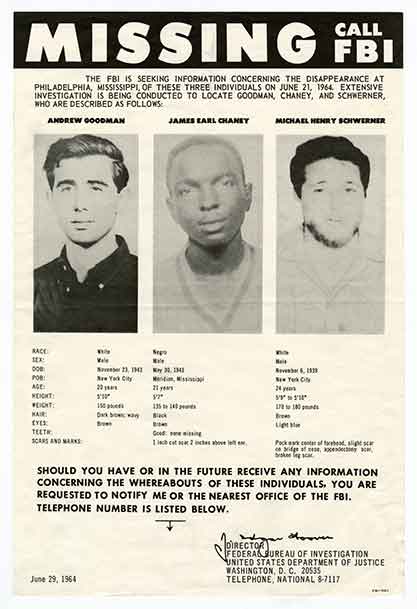 MISSING CALL FBI
THE FBI IS SEEKING INFORMATION CONCERNING THE DISAPPEARANCE AT
PHILADELPHIA, MISSISSIPPI, OF THESE THREE INDIVIDUALS ON JUNE 21, 1964. EXTENSIVE
INVESTIGATION IS BEING CONDUCTED TO LOCATE GOODMAN, CHANEY, AND SCHWERNER,
WHO ARE DESCRIBED AS FOLLOWS:
ANDREW GOODMAN JAMES EARL CHANEY MICHAEL HENRY SCHWERNER
RACE: White Negro White
SEX: Male Male Male
DOB: November 23, 1943 May 30, 1943 November 6, 1939
POB: New York City Meridian, Mississippi New York City
AGE: 20 years 21 years 24 years
HEIGHT: 5'10" 5'7" 5'9" to 5'10"
WEIGHT: 150 pounds 135 to 140 pounds 170 to 180 pounds
HAIR: Dark brown; wavy Black Brown
EYES: Brown Brown Light blue
TEETH: Good: none missing
SCARS AND MARKS: 1 inch cut scar 2 inches above left ear.
Pock mark center of forehead, slight scar
on bridge of nose, appendectomy scar,
broken leg scar.
SHOULD YOU HAVE OR IN THE FUTURE RECEIVE ANY INFORMATION
CONCERNING THE WHEREABOUTS OF THESE INDIVIDUALS, YOU ARE
REQUESTED TO NOTIFY ME OR THE NEAREST OFFICE OF THE FBI.
TELEPHONE NUMBER IS LISTED BELOW.
J. Edgar Hoover
DIRECTOR
FEDERAL BUREAU OF INVESTIGATION
UNITED STATES DEPARTMENT OF JUSTICE
WASHINGTON, D. C. 20535
TELEPHONE, NATIONAL 8-7117
June 29, 1964